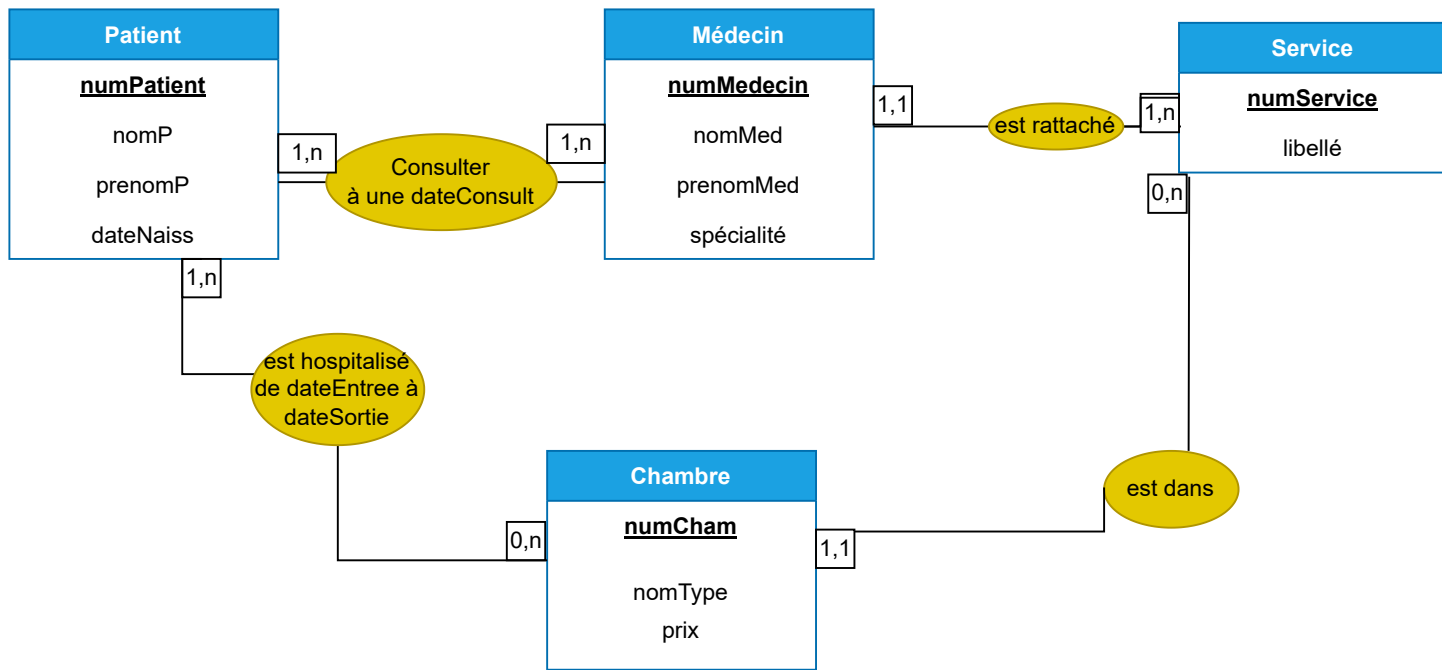 Patient
numPatient
nomP
prenomP
dateNaiss
1,n
1,n
Consulter
à une dateConsult
1,n
Médecin
numMedecin
nomMed
prenomMed
spécialité
1,1
est rattaché
1,n
Service
numService
libellé
0,n
est hospitalisé
de dateEntree à
dateSortie
0,n
Chambre
numCham
nomType
prix
1,1
est dans